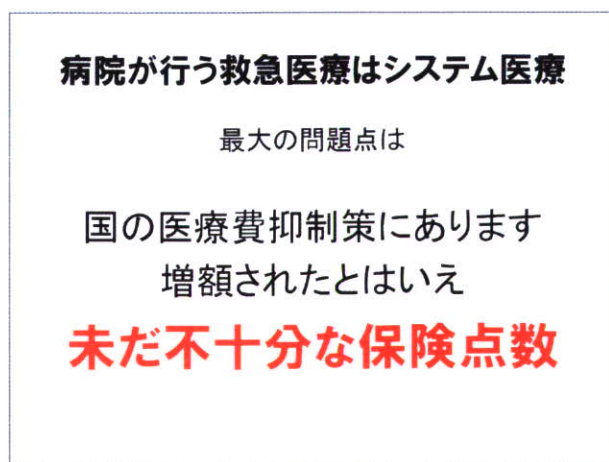 病院が行う救急医療はシステム医療
最大の問題点は
国の医療費抑制策にあります
増額されたとはいえ
未だ不十分な保険点数